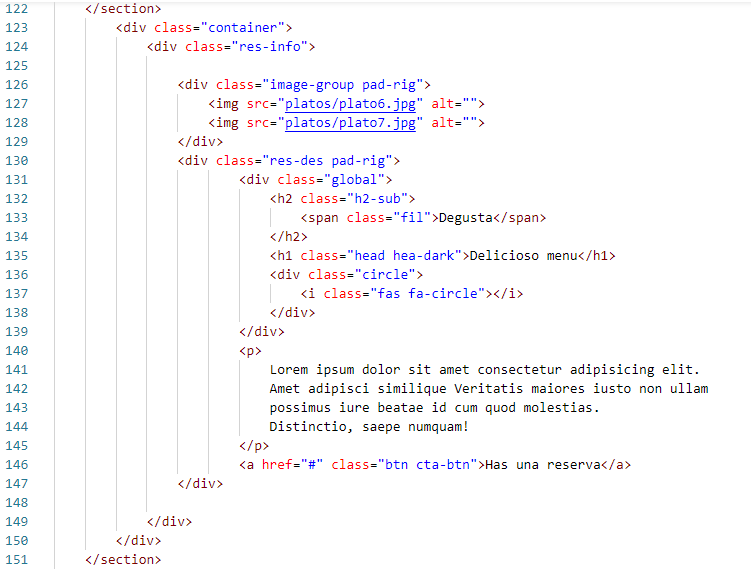 122 </section>
123 <div class="container">
124 <div class="res-info">
125
126 <div class="image-group pad-rig">
127 <img src="platos/plato6.jpg" alt="">
128 <img src="platos/plato7.jpg" alt="">
129 </div>
130 <div class="res-des pad-rig">
131 <div class="global">
132 <h2 class="h2-sub">
133 <span class="fil">Degusta</span>
134 </h2>
135 <h1 class="head hea-dark">Delicioso menu</h1>
136 <div class="circle">
137 <i class="fas fa-circle"></i>
138 </div>
139 </div>
140 <p>
141 Lorem ipsum dolor sit amet consectetur adipisicing elit.
142 Amet adipisci similique Veritatis maiores iusto non ullam
143 possimus iure beatae id cum quod molestias.
144 Distinctio, saepe numquam!
145 </p>
146 <a href="#" class="btn cta-btn">Has una reserva</a>
147 </div>
148
149 </div>
150 </div>
151 </section>